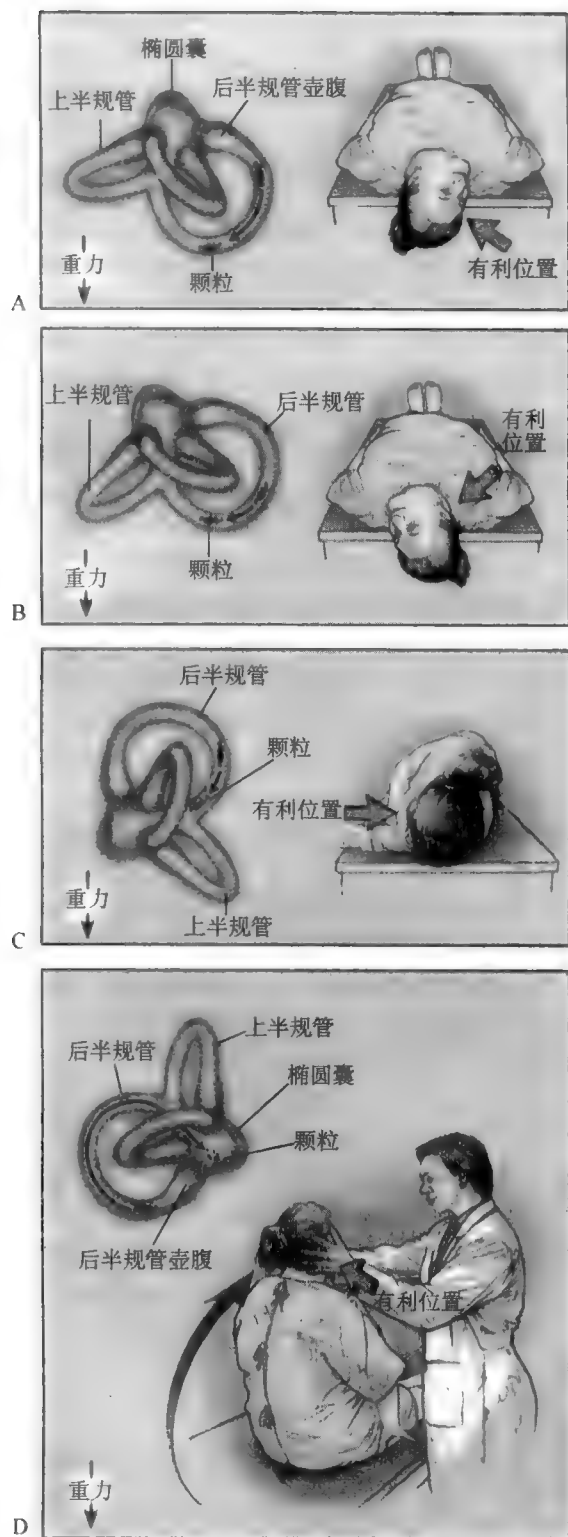 椭圆囊
上半规管
后半规管壶腹
重力
颗粒
有利位置
A
上半规管
后半规管
有利
位置
颗粒
重力
B
后半规管
颗粒
有利位置
重力
上半规管
C
上半规管
后半规管
椭圆囊
颗粒
后半规管壶腹
有利位置
重力
D